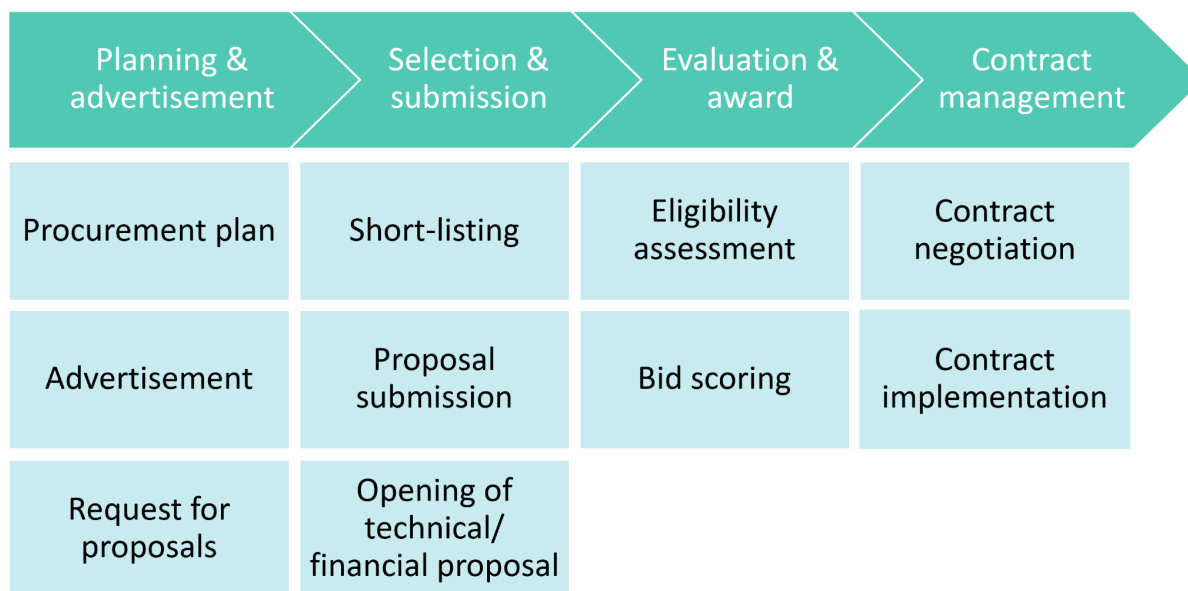 Planning &
advertisement
Selection &
submission
Evaluation &
award
Contract
management
Procurement plan
Short-listing
Eligibility
assessment
Contract
negotiation
Advertisement
Proposal
submission
Bid scoring
Contract
implementation
Request for
proposals
Opening of
technical/
financial proposal